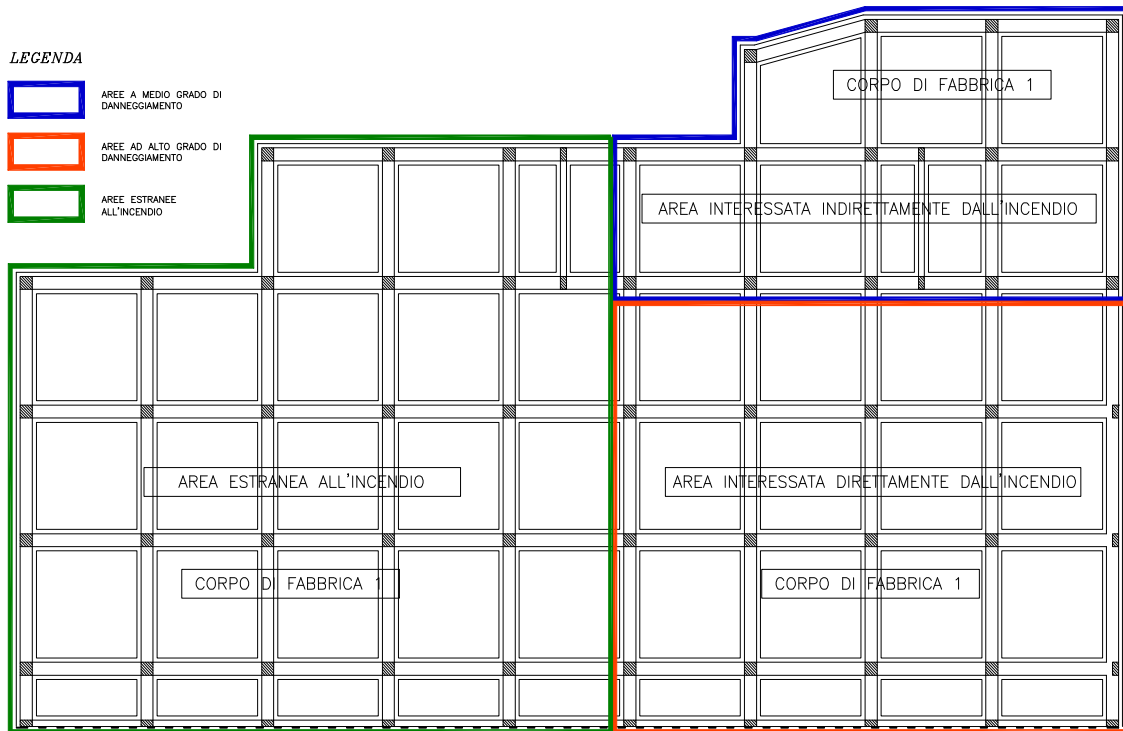 LEGENDA
AREE A MEDIO GRADO DI
DANNEGGIAMENTO
AREE AD ALTO GRADO DI
DANNEGGIAMENTO
AREE ESTRANEE
ALL'INCENDIO
CORPO DI FABBRICA 1
AREA INTERESSATA INDIRETTAMENTE DALL'INCENDIO
AREA ESTRANEA ALL'INCENDIO
AREA INTERESSATA DIRETTAMENTE DALL'INCENDIO
CORPO DI FABBRICA 1
CORPO DI FABBRICA 1